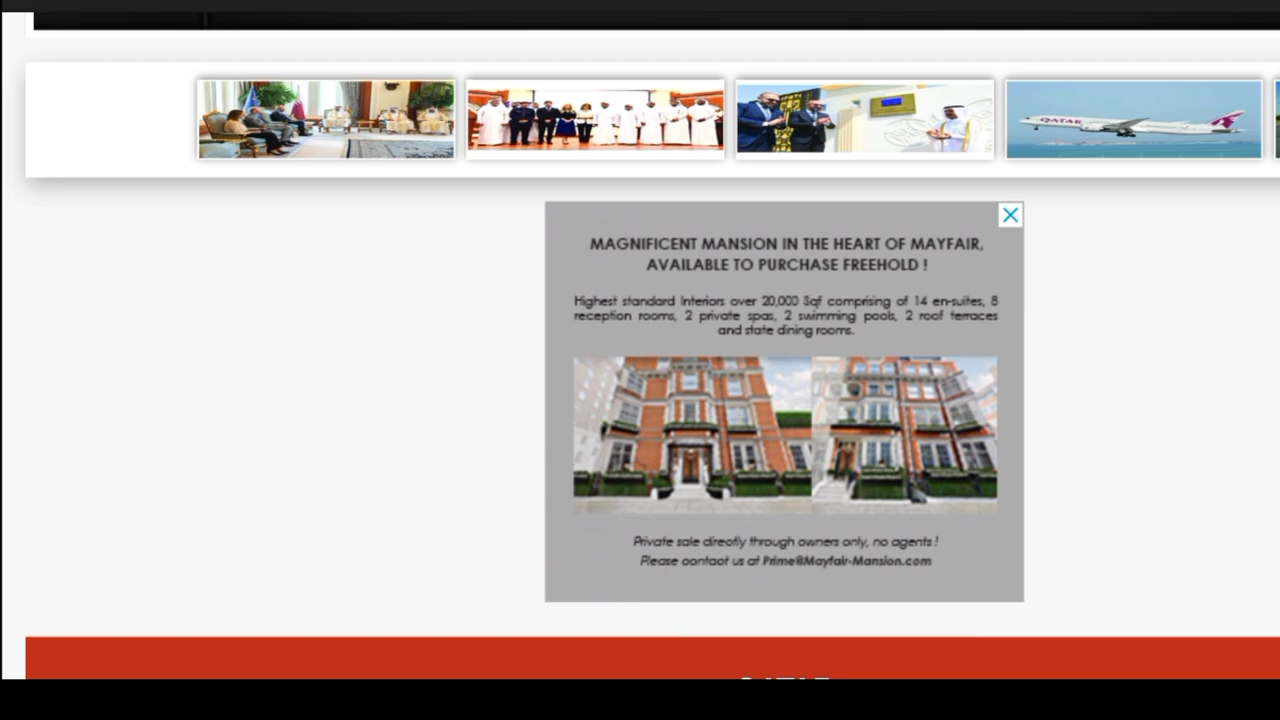 QATAR
MAGNIFICENT MANSION IN THE HEART OF MAYFAIR,
AVAILABLE TO PURCHASE FREEHOLD !
Highest standard Interiors over 20,000 Sqf comprising of 14 en-suites, 8
reception rooms, 2 private spas, 2 swimming pools, 2 roof terraces
and state dining rooms.
Private sale directly through owners only, no agents !
Please contact us at Prime@Mayfair-Mansion.com